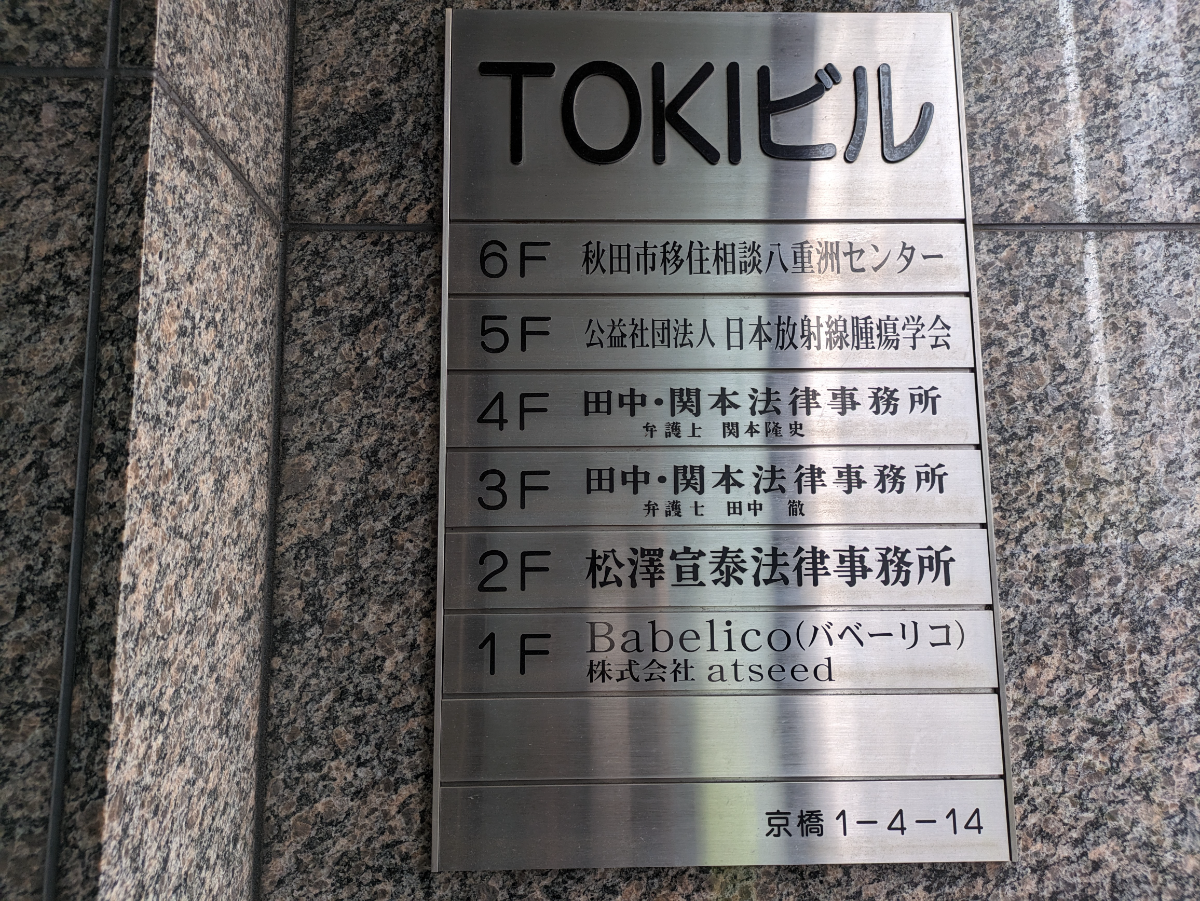 TOKIビル
6F 秋田市移住相談八重洲センター
5F 公益社団法人 日本放射線腫瘍学会
4F 田中・関本法律事務所
弁護士 関本隆史
3F 田中・関本法律事務所
弁護士 田中 徹
2F 松澤宣泰法律事務所
1F Babelico(バベーリコ)
株式会社 atseed
京橋 1-4-14